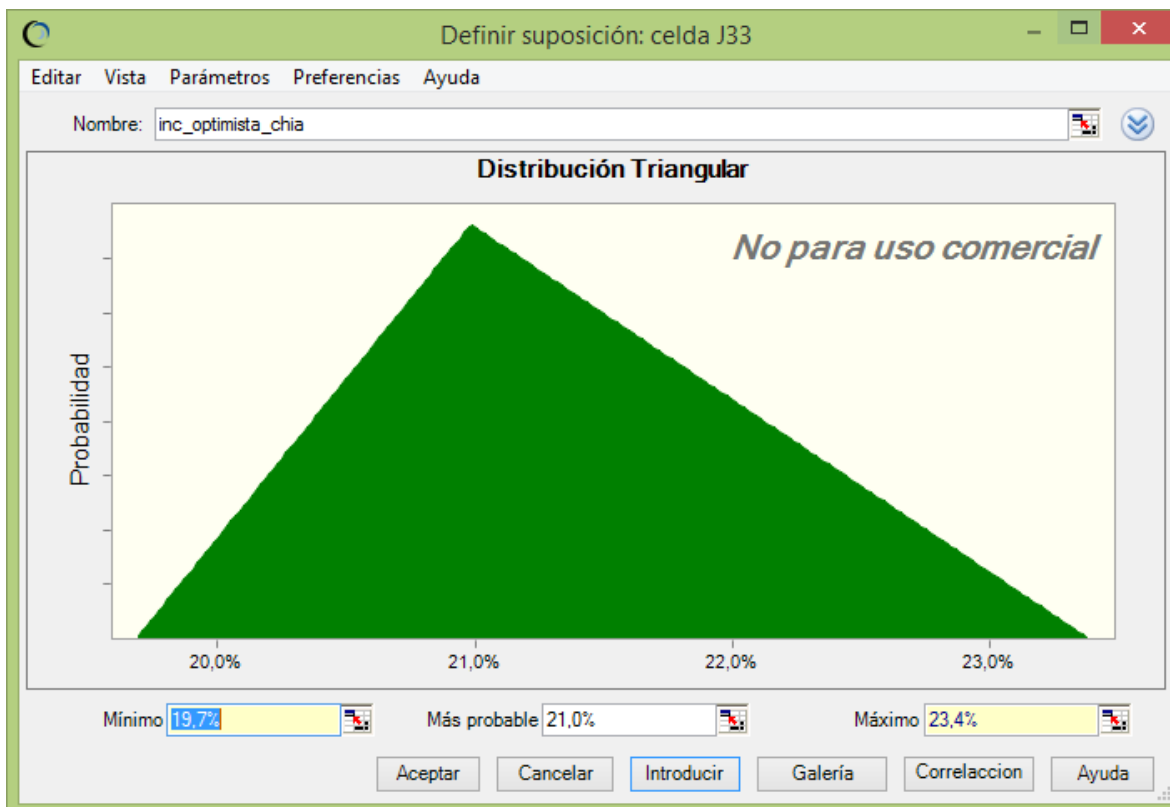 Definir suposición: celda J33
Editar Vista Parámetros Preferencias Ayuda
Nombre: inc_optimista_chia
Distribución Triangular
No para uso comercial
Probabilidad
20,0% 21,0% 22,0% 23,0%
Mínimo 19,7% Más probable 21,0% Máximo 23,4%
Aceptar Cancelar Introducir Galería Correlaccion Ayuda